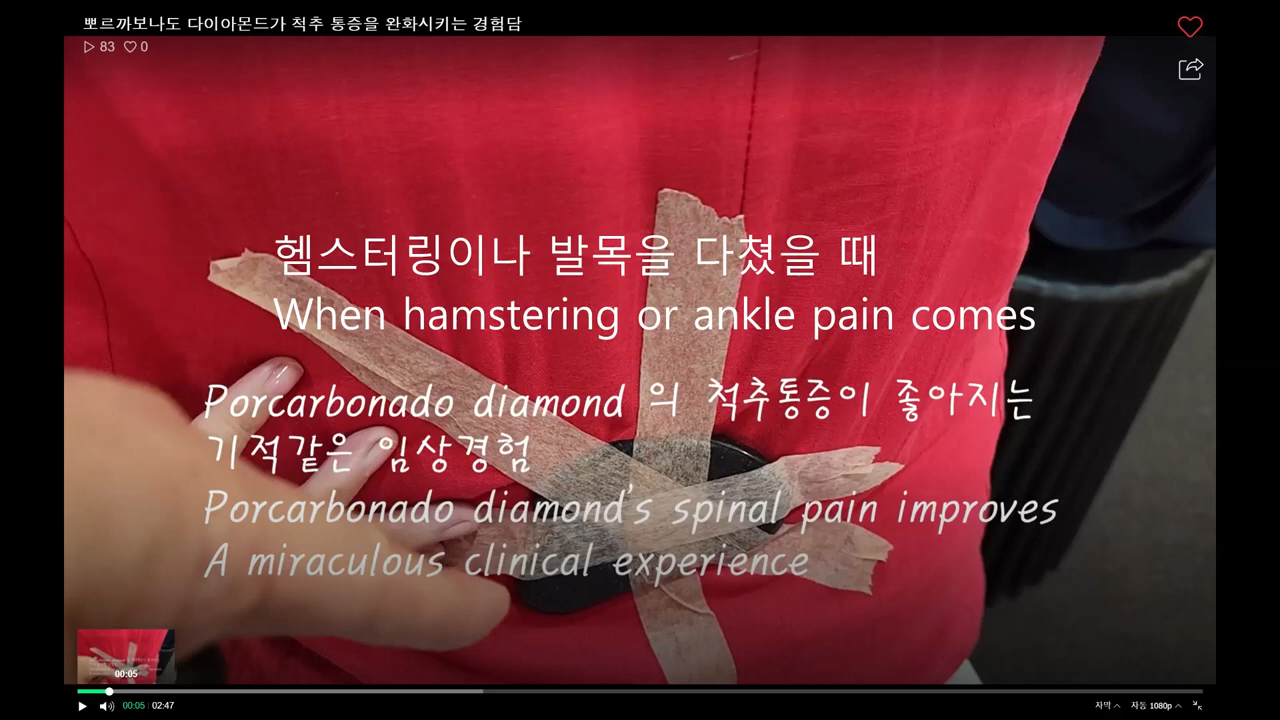 뽀르까보나도 다이아몬드가 척추 통증을 완화시키는 경험담
83 0
헴스터링이나 발목을 다쳤을 때
When hamstering or ankle pain comes
Porcarbonado diamond 의 척추통증이 좋아지는
기적같은 임상경험
Porcarbonado diamond's spinal pain improves
A miraculous clinical experience
00:05
00:05 02:47
자막 자동 1080p